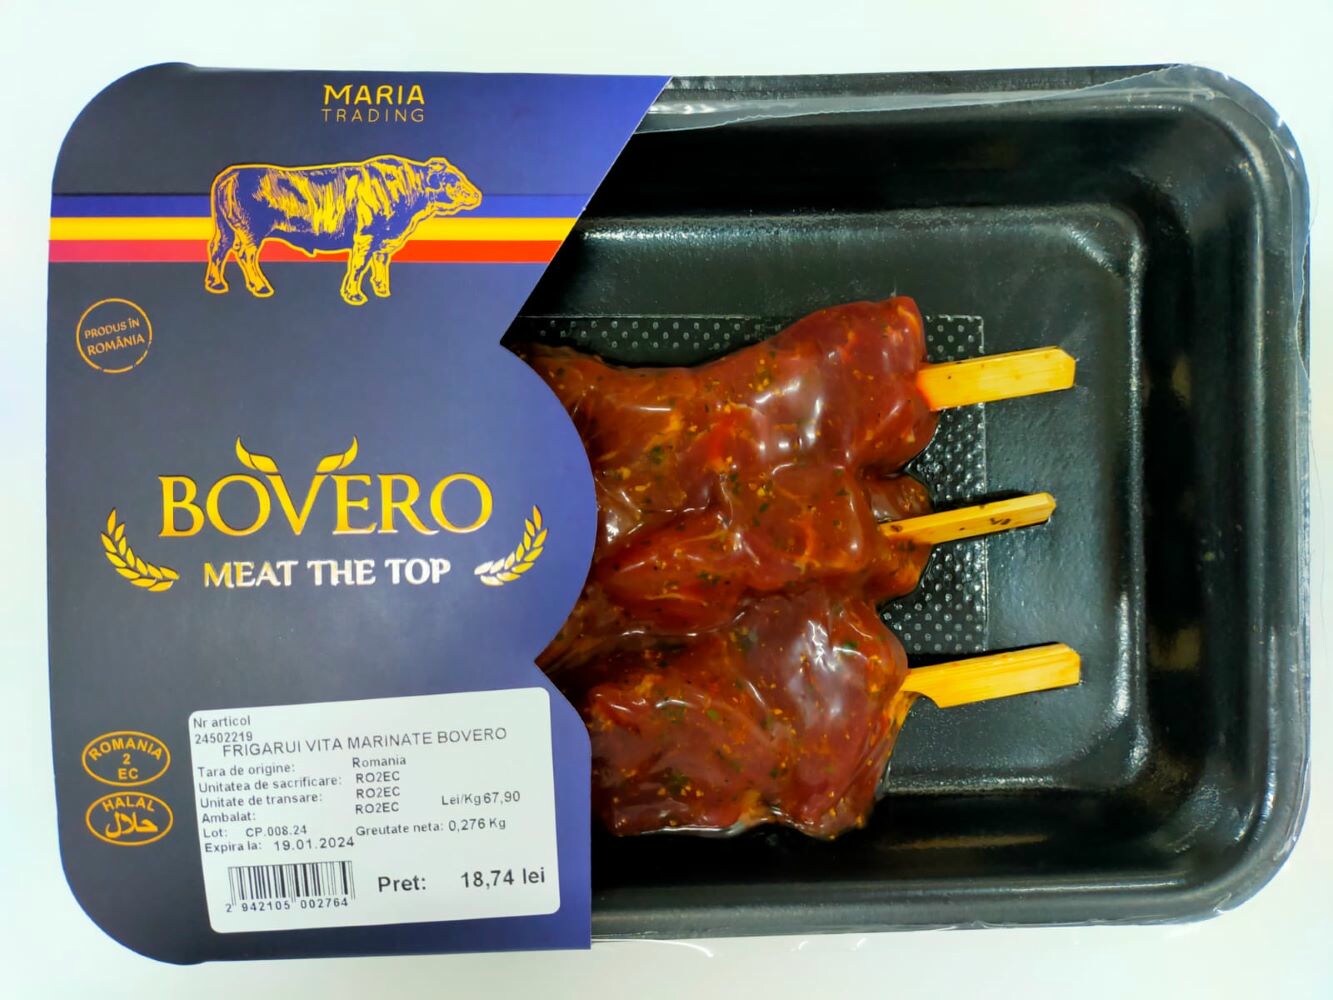 MARIA
TRADING
PRODUS ÎN
ROMÂNIA
BOVERO
MEAT THE TOP
ROMANIA
2
EC
HALAL
حلال
Nr articol
24502219
FRIGARUI VITA MARINATE BOVERO
Tara de origine: Romania
Unitatea de sacrificare: RO2EC
Unitate de transare: RO2EC
Ambalat: RO2EC Lei/Kg 67,90
Lot: CP.008.24 Greutate neta: 0,276 Kg
Expira la: 19.01.2024
Pret: 18,74 lei
2 942105 002764